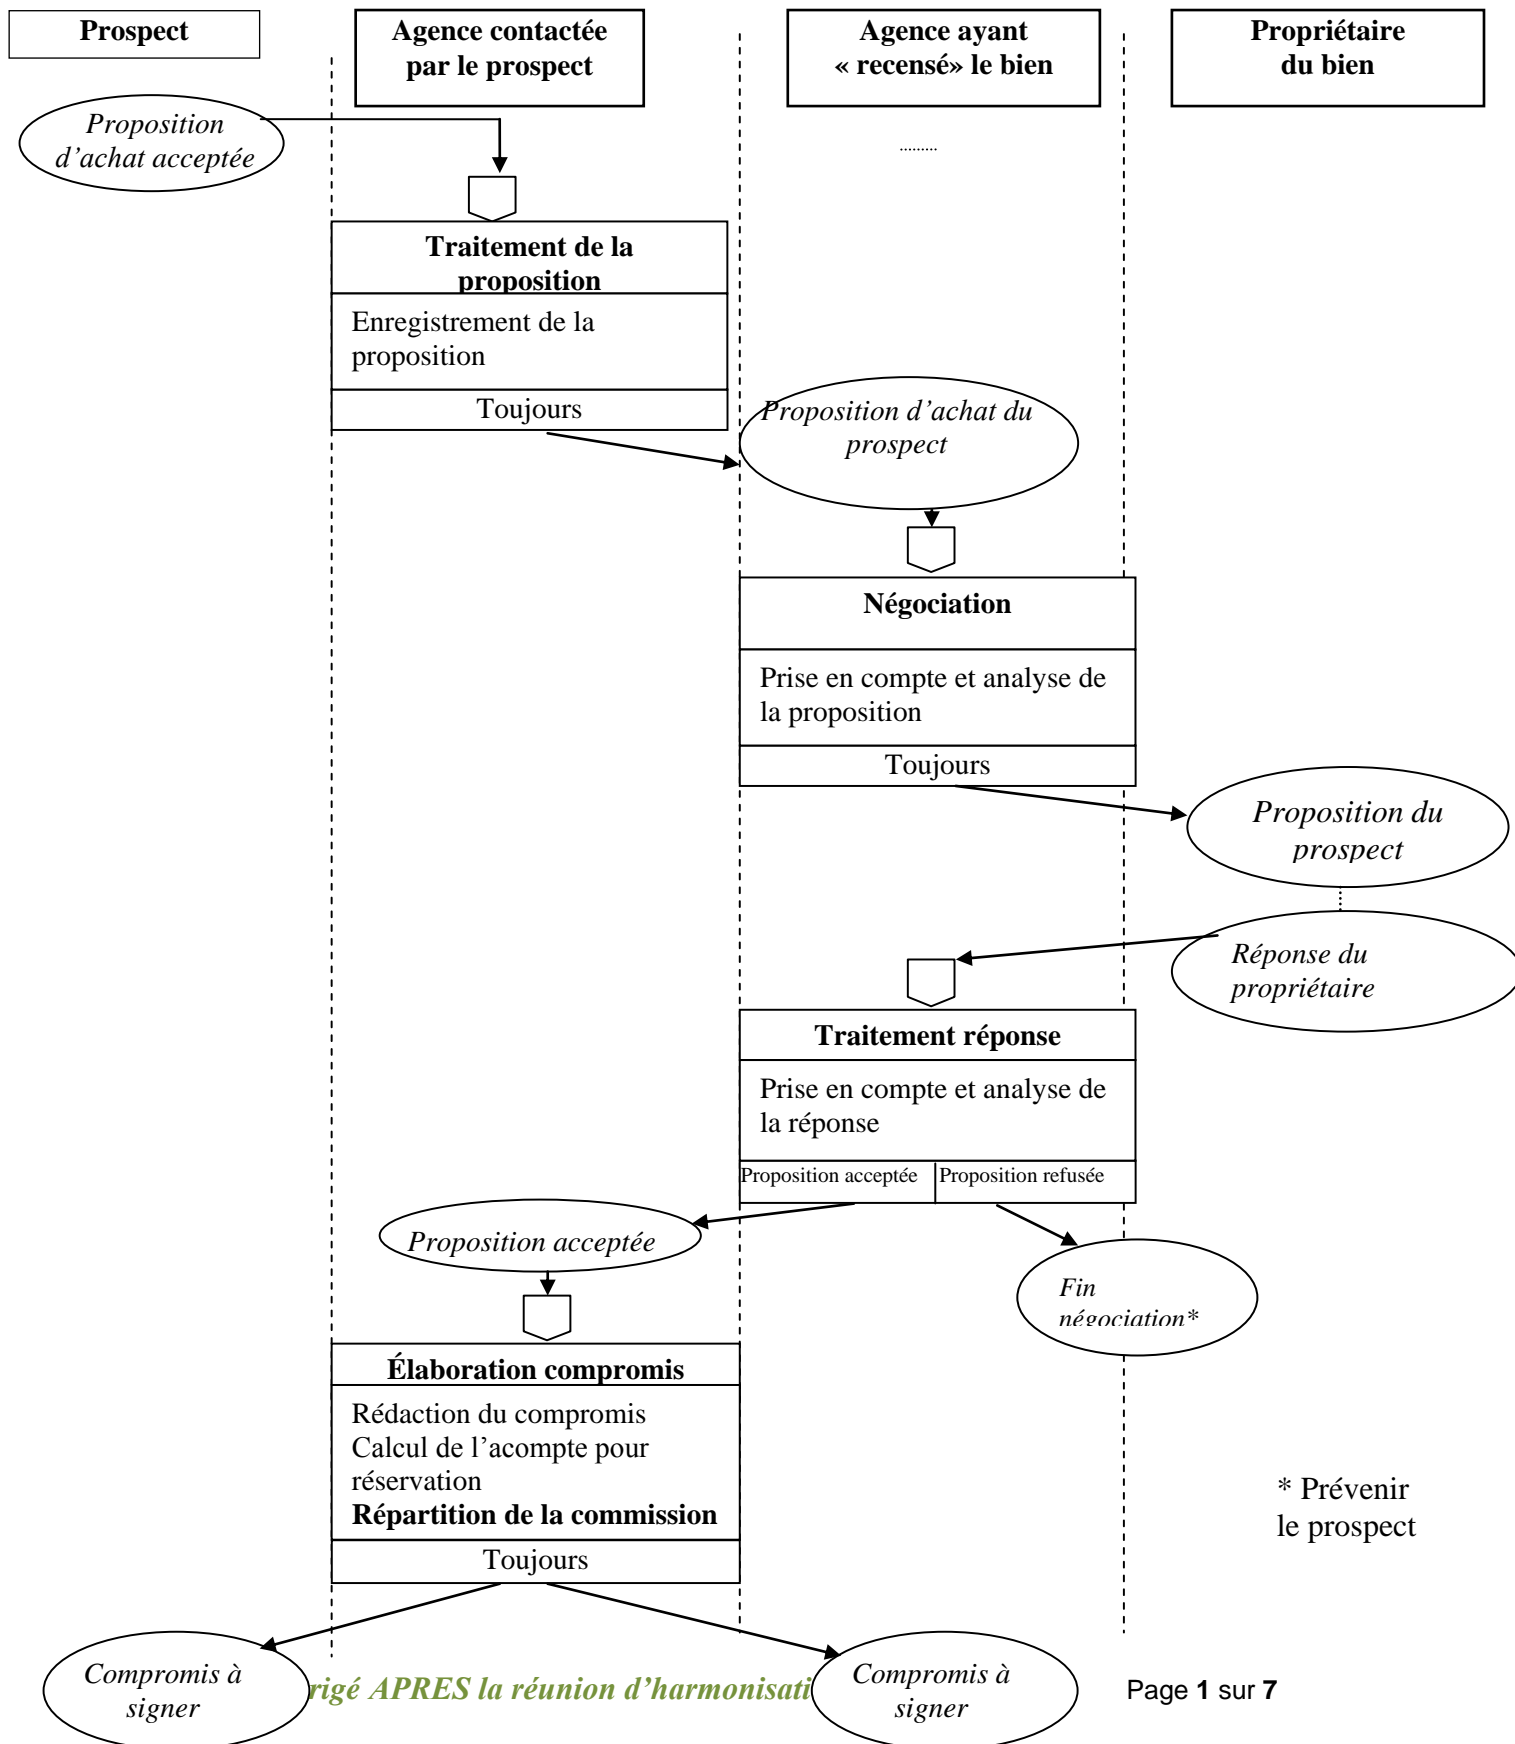 Prospect
Agence contactée
par le prospect
Agence ayant
« recensé» le bien
Propriétaire
du bien
Proposition
d’achat acceptée
.........
Traitement de la
proposition
Enregistrement de la
proposition
Toujours
Proposition d’achat du
prospect
Négociation
Prise en compte et analyse de
la proposition
Toujours
Proposition du
prospect
Réponse du
propriétaire
Traitement réponse
Prise en compte et analyse de
la réponse
Proposition acceptée
Proposition refusée
Proposition acceptée
Fin
négociation*
Élaboration compromis
Rédaction du compromis
Calcul de l’acompte pour
réservation
Répartition de la commission
Toujours
* Prévenir
le prospect
Compromis à
signer
rigé APRES la réunion d’harmonisati
Compromis à
signer
Page 1 sur 7